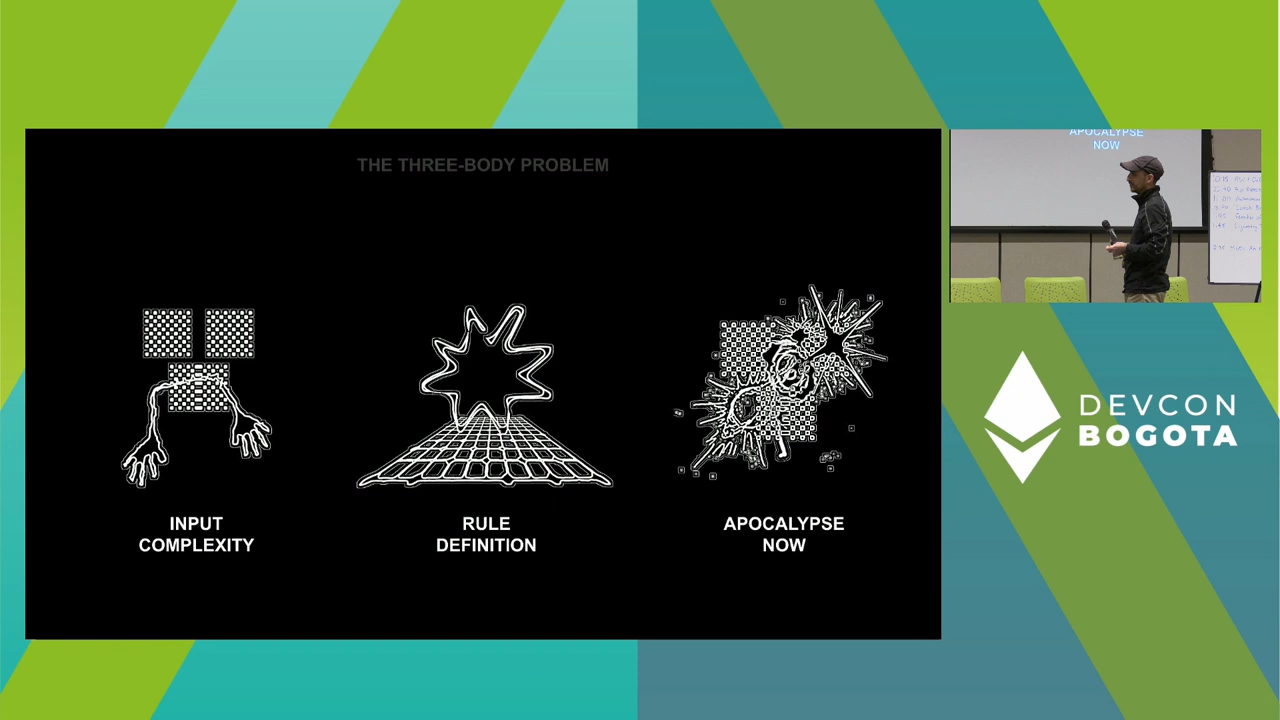 THE THREE-BODY PROBLEM
INPUT
COMPLEXITY
RULE
DEFINITION
APOCALYPSE
NOW
APOCALYPSE
NOW
DEVCON
BOGOTA